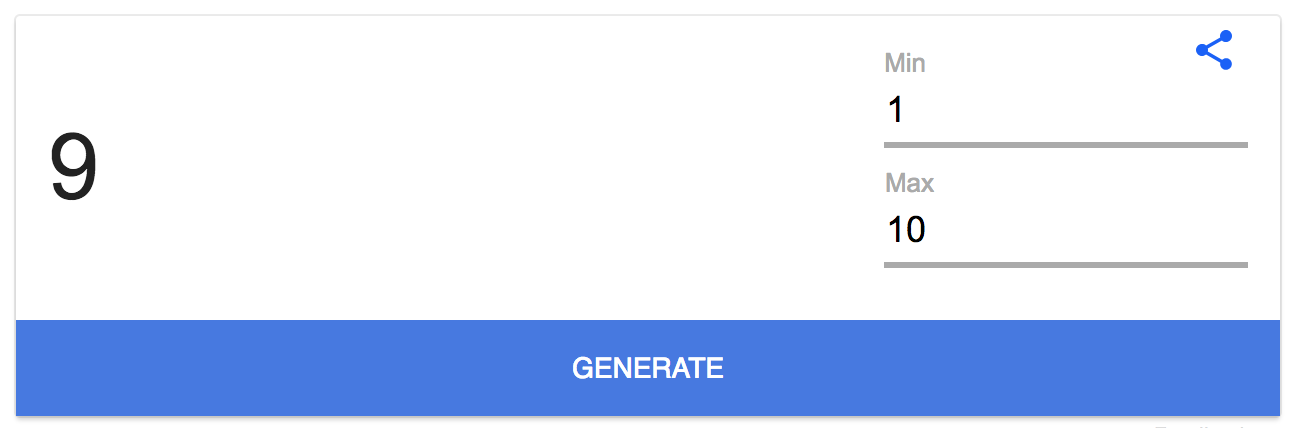 9
Min
1
Max
10
GENERATE